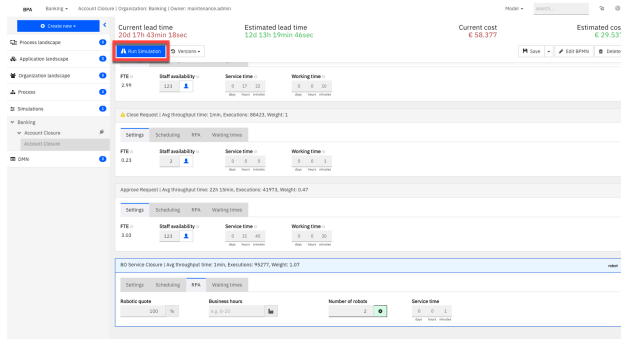 BPA Banking Account Closure | Organization: Banking | Owner: maintenance.admin Model search...
Create new
Process landscape
Application landscape
Organization landscape
Process
Simulations
Banking
Account Closure
Account Closure
DMN
Current lead time Estimated lead time Current cost Estimated cos
20d 17h 43min 18sec 12d 13h 19min 46sec € 58.377 € 29.53
Run Simulation Versions Save Edit BPMN Delete
FTE Staff availability Service time Working time
2.99 123 0 17 22 0 0 20
days hours minutes days hours minutes
Close Request | Avg throughput time: 1min, Executions: 88423, Weight: 1
Settings Scheduling RPA Waiting times
FTE Staff availability Service time Working time
0.23 2 0 0 5 0 0 1
days hours minutes days hours minutes
Approve Request | Avg throughput time: 22h 15min, Executions: 41973, Weight: 0.47
Settings Scheduling RPA Waiting times
FTE Staff availability Service time Working time
3.03 123 0 15 40 0 0 20
days hours minutes days hours minutes
BO Service Closure | Avg throughput time: 1min, Executions: 95277, Weight: 1.07 robot
Settings Scheduling RPA Waiting times
Robotic quote Business hours Number of robots Service time
100 % e.g. 8-20 2 0 0 1
days hours minutes